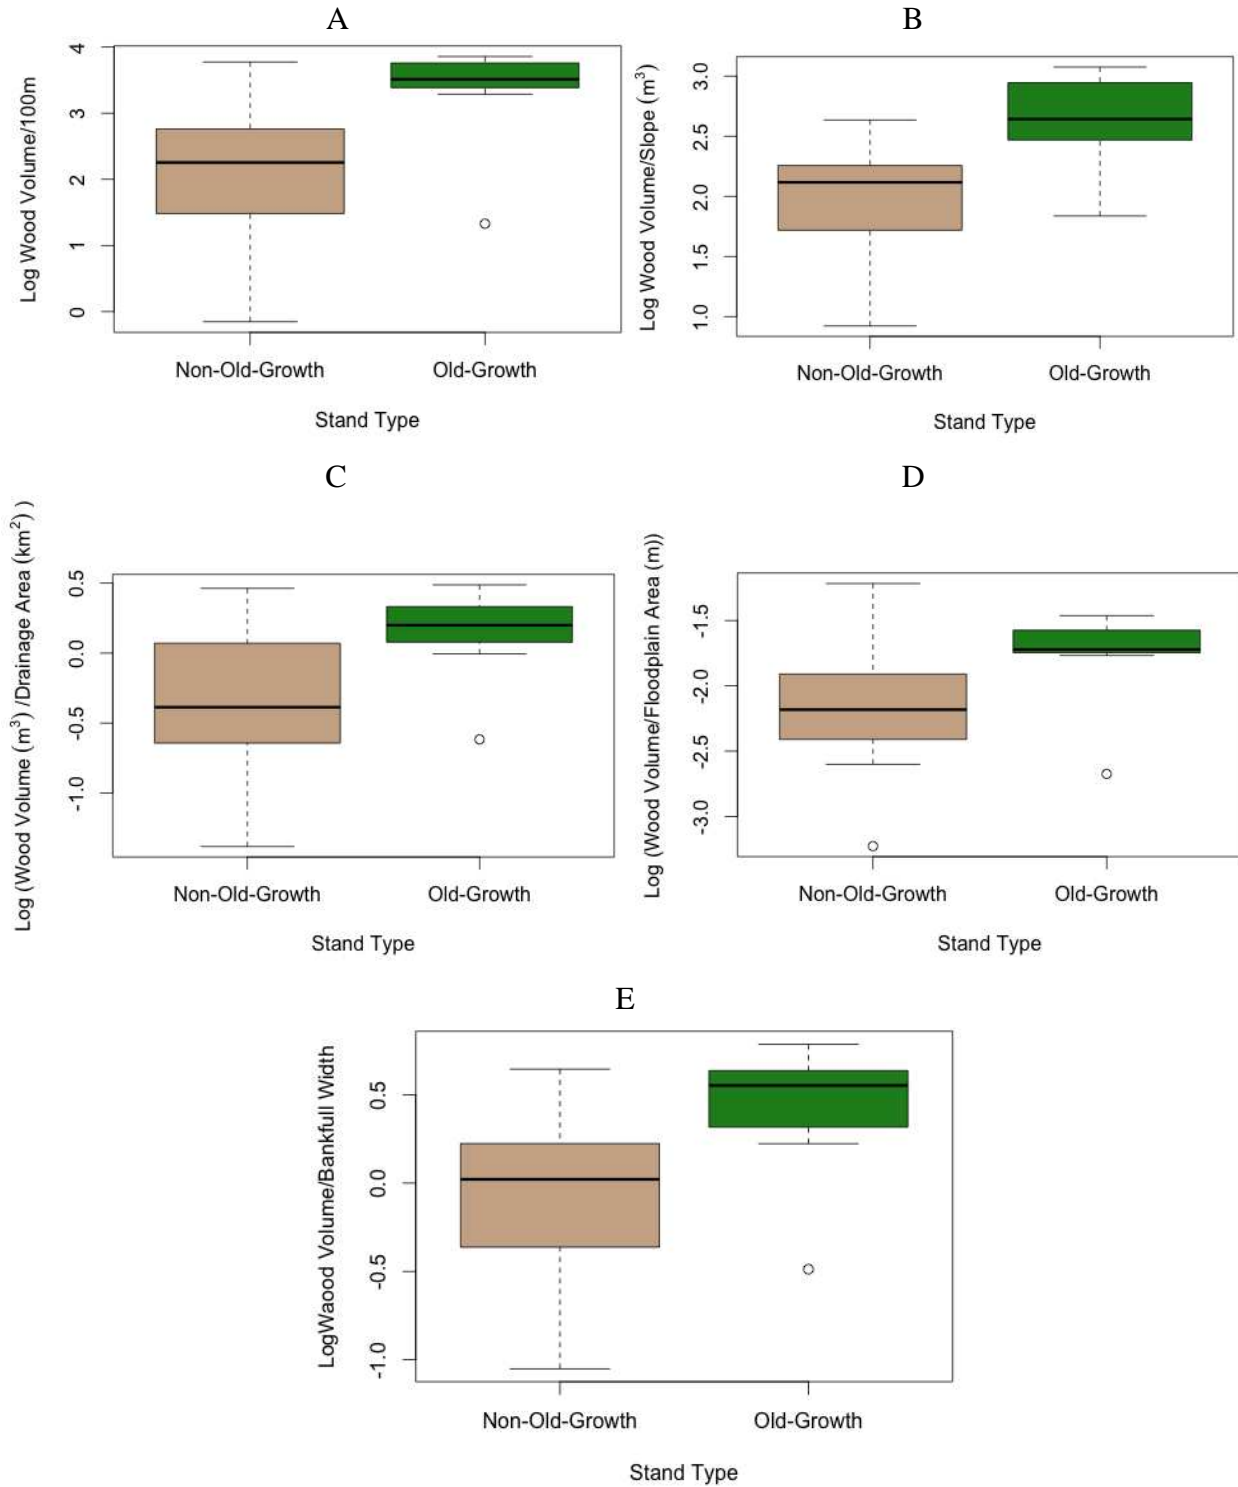 A
Log Wood Volume/100m
4
3
2
1
0
Non-Old-Growth
Old-Growth
Stand Type
B
Log Wood Volume/Slope (m³)
3.0
2.5
2.0
1.5
1.0
Non-Old-Growth
Old-Growth
Stand Type
C
Log (Wood Volume (m³) /Drainage Area (km²) )
0.5
0.0
-0.5
-1.0
Non-Old-Growth
Old-Growth
Stand Type
D
Log (Wood Volume/Floodplain Area (m))
-1.5
-2.0
-2.5
-3.0
Non-Old-Growth
Old-Growth
Stand Type
E
LogWaood Volume/Bankfull Width
0.5
0.0
-0.5
-1.0
Non-Old-Growth
Old-Growth
Stand Type